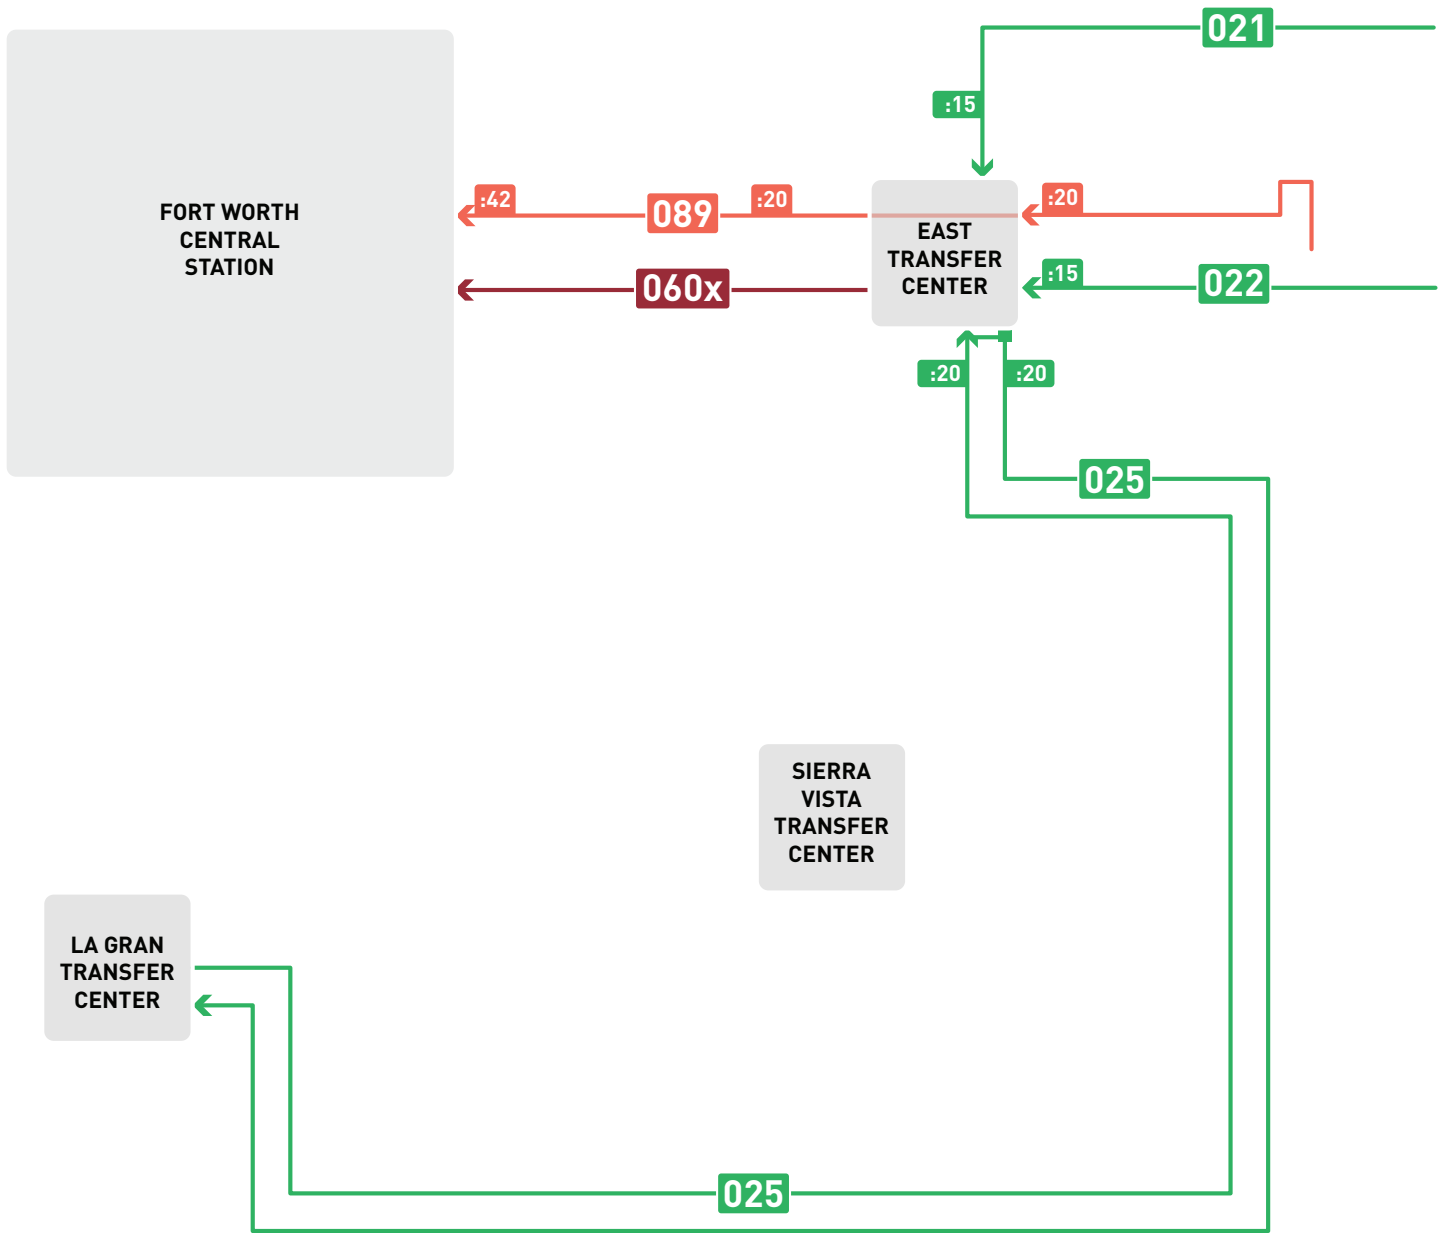 021
:15
:42
089
:20
:20
FORT WORTH
CENTRAL
STATION
EAST
TRANSFER
CENTER
060x
:15
022
:20
:20
025
SIERRA
VISTA
TRANSFER
CENTER
LA GRAN
TRANSFER
CENTER
025